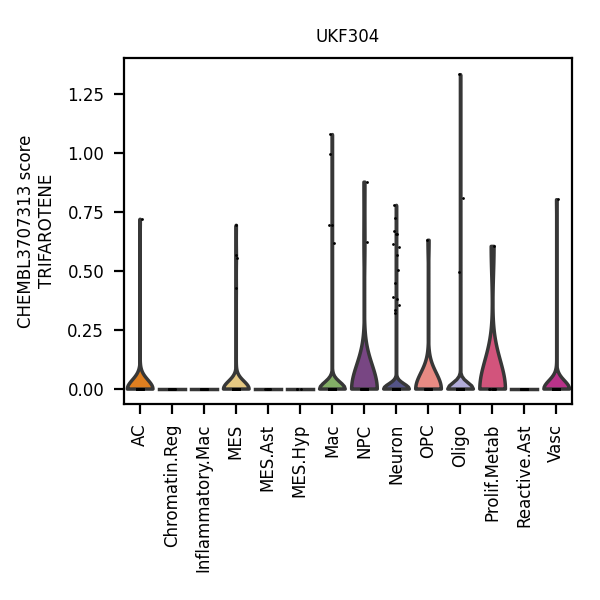 UKF304
CHEMBL3707313 score
TRIFAROTENE
1.25
1.00
0.75
0.50
0.25
0.00
AC
Chromatin.Reg
Inflammatory.Mac
MES
MES.Ast
MES.Hyp
Mac
NPC
Neuron
OPC
Oligo
Prolif.Metab
Reactive.Ast
Vasc